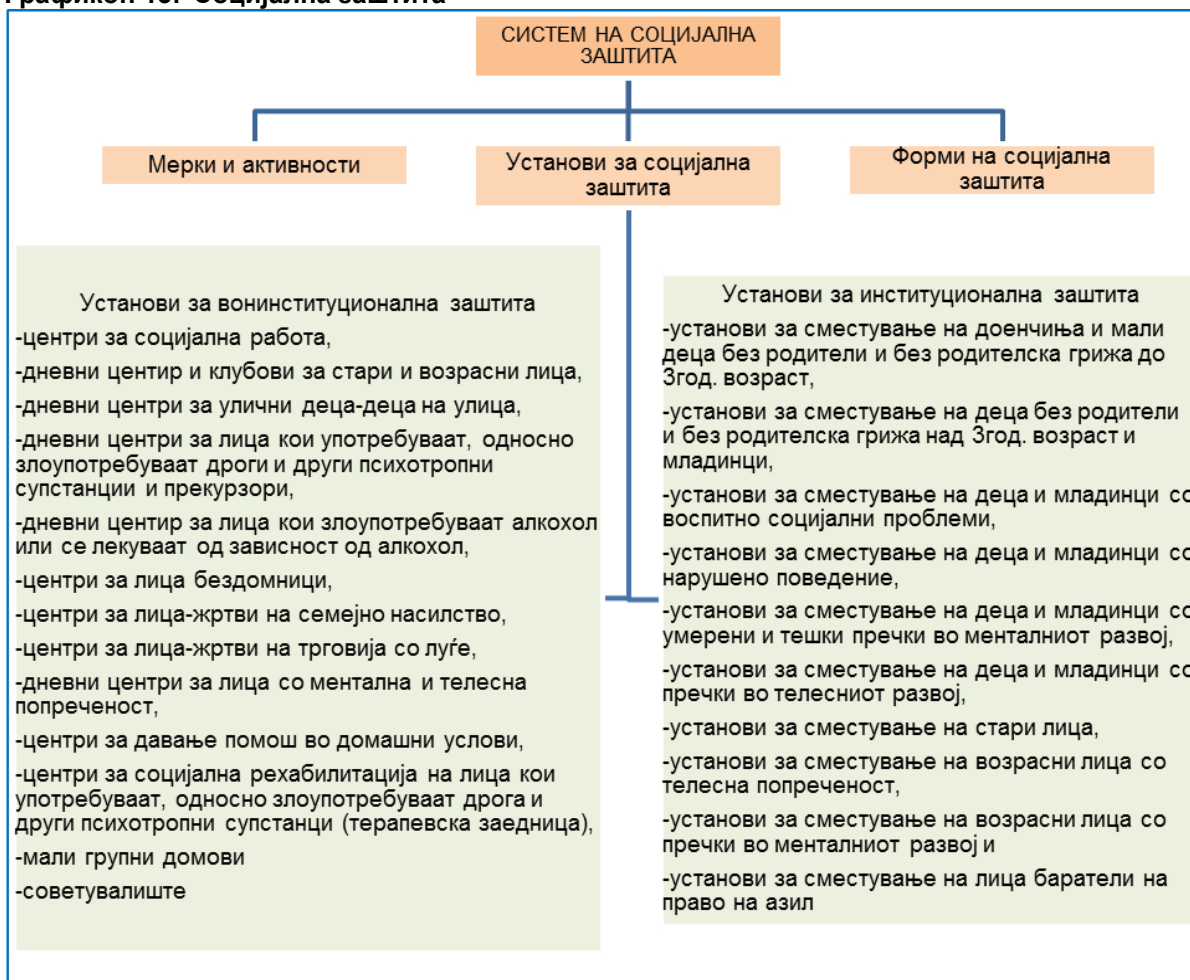 Графикон 13: Социјална заштита
СИСТЕМ НА СОЦИЈАЛНА
ЗАШТИТА
Мерки и активности
Установи за социјална
заштита
Форми на социјална
заштита
Установи за вонинституционална заштита
-центри за социјална работа,
-дневни центир и клубови за стари и возрасни лица,
-дневни центри за улични деца-деца на улица,
-дневни центри за лица кои употребуваат, односно
злоупотребуваат дроги и други психотропни
супстанции и прекурзори,
-дневни центир за лица кои злоупотребуваат алкохол
или се лекуваат од зависност од алкохол,
-центри за лица бездомници,
-центри за лица-жртви на семејно насилство,
-центри за лица-жртви на трговија со луѓе,
-дневни центри за лица со ментална и телесна
попреченост,
-центри за давање помош во домашни услови,
-центри за социјална рехабилитација на лица кои
употребуваат, односно злоупотребуваат дрога и
други психотропни супстанци (терапевска заедница),
-мали групни домови
-советувалиште
Установи за институционална заштита
-установи за сместување на доенчиња и мали
деца без родители и без родителска грижа до
3год. возраст,
-установи за сместување на деца без родители
и без родителска грижа над 3год. возраст и
младинци,
-установи за сместување на деца и младинци со
воспитно социјални проблеми,
-установи за сместување на деца и младинци со
нарушено поведение,
-установи за сместување на деца и младинци со
умерени и тешки пречки во менталниот развој,
-установи за сместување на деца и младинци со
пречки во телесниот развој,
-установи за сместување на стари лица,
-установи за сместување на возрасни лица со
телесна попреченост,
-установи за сместување на возрасни лица со
пречки во менталниот развој и
-установи за сместување на лица баратели на
право на азил